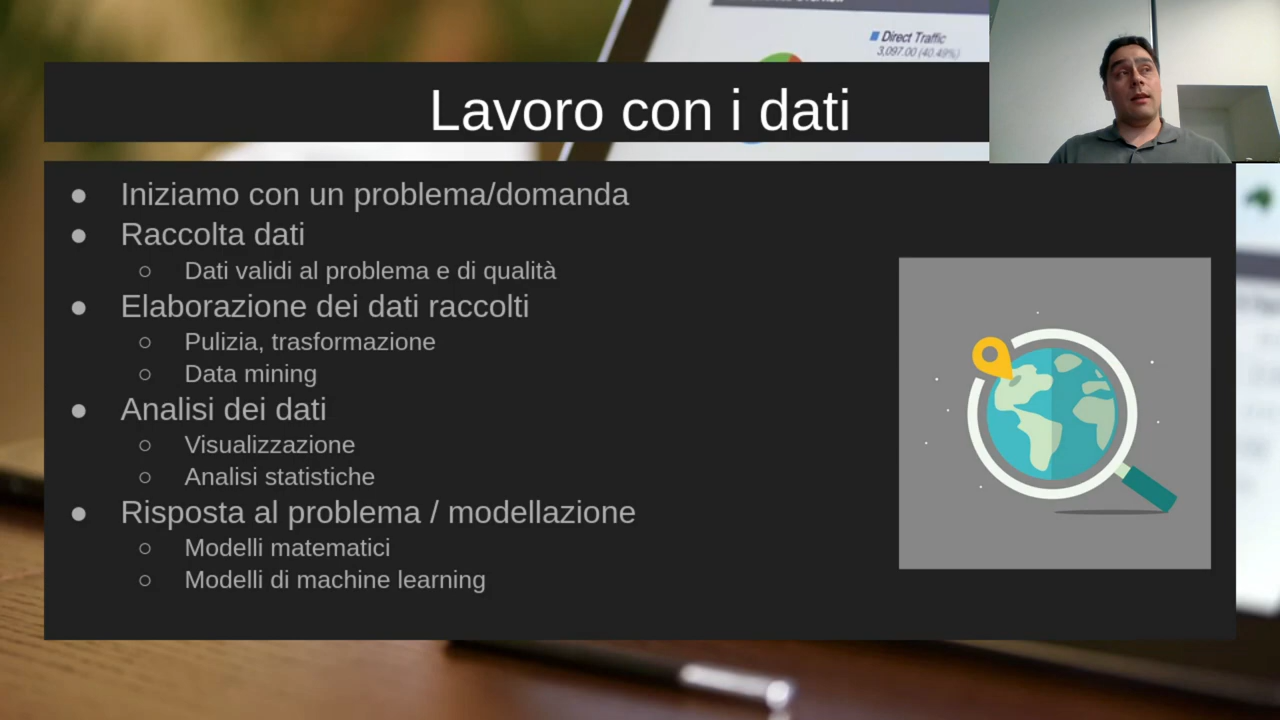 Direct Traffic
3,097.00 (40.49%)
Lavoro con i dati
● Iniziamo con un problema/domanda
● Raccolta dati
○ Dati validi al problema e di qualità
● Elaborazione dei dati raccolti
○ Pulizia, trasformazione
○ Data mining
● Analisi dei dati
○ Visualizzazione
○ Analisi statistiche
● Risposta al problema / modellazione
○ Modelli matematici
○ Modelli di machine learning